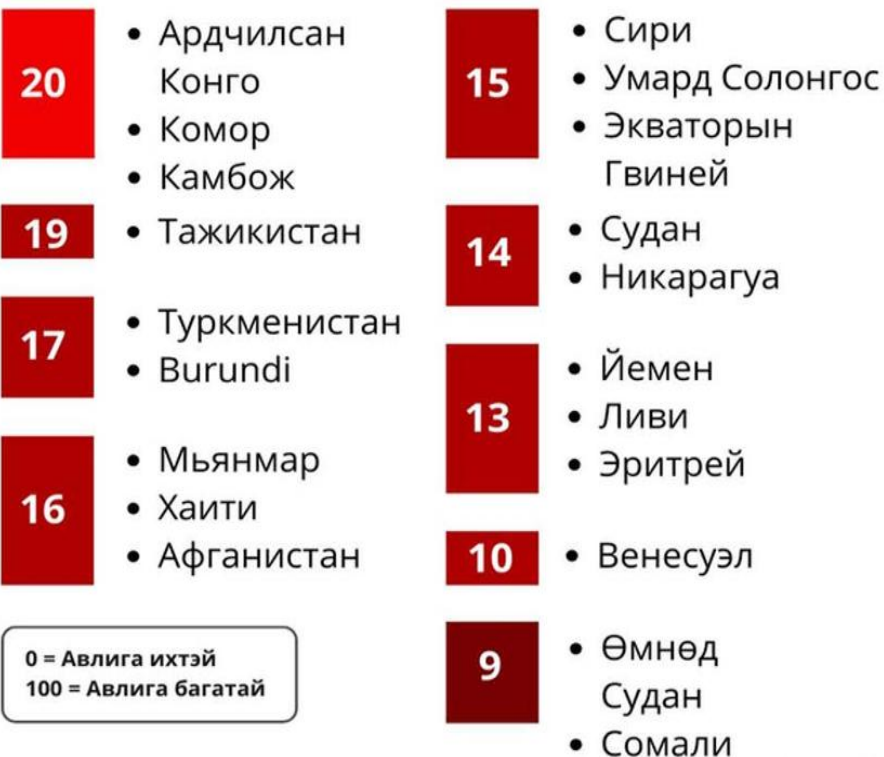 20
• Ардчилсан
Конго
• Комор
• Камбож
19
• Тажикистан
17
• Туркменистан
• Burundi
16
• Мьянмар
• Хаити
• Афганистан
0 = Авлига ихтэй
100 = Авлига багатай
15
• Сири
• Умард Солонгос
• Экваторын
Гвиней
14
• Судан
• Никарагуа
13
• Йемен
• Ливи
• Эритрей
10
• Венесуэл
9
• Өмнөд
Судан
• Сомали